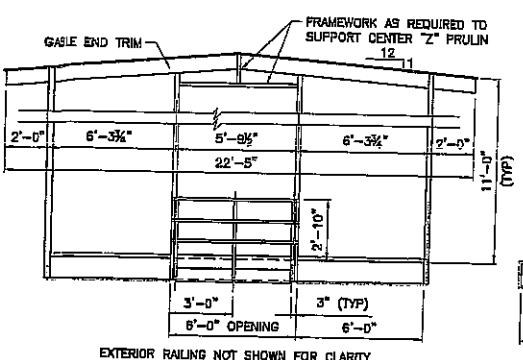 FRAMEWORK AS REQUIRED TO
SUPPORT CENTER "Z" PRULIN
GABLE END TRIM
12
1
2'-0" 6'-3¾" 5'-9½" 6'-3¾" 2'-0"
22'-5"
11'-0"
(TYP)
2'-10"
3'-0" 3" (TYP)
6'-0" OPENING 6'-0"
EXTERIOR RAILING NOT SHOWN FOR CLARITY